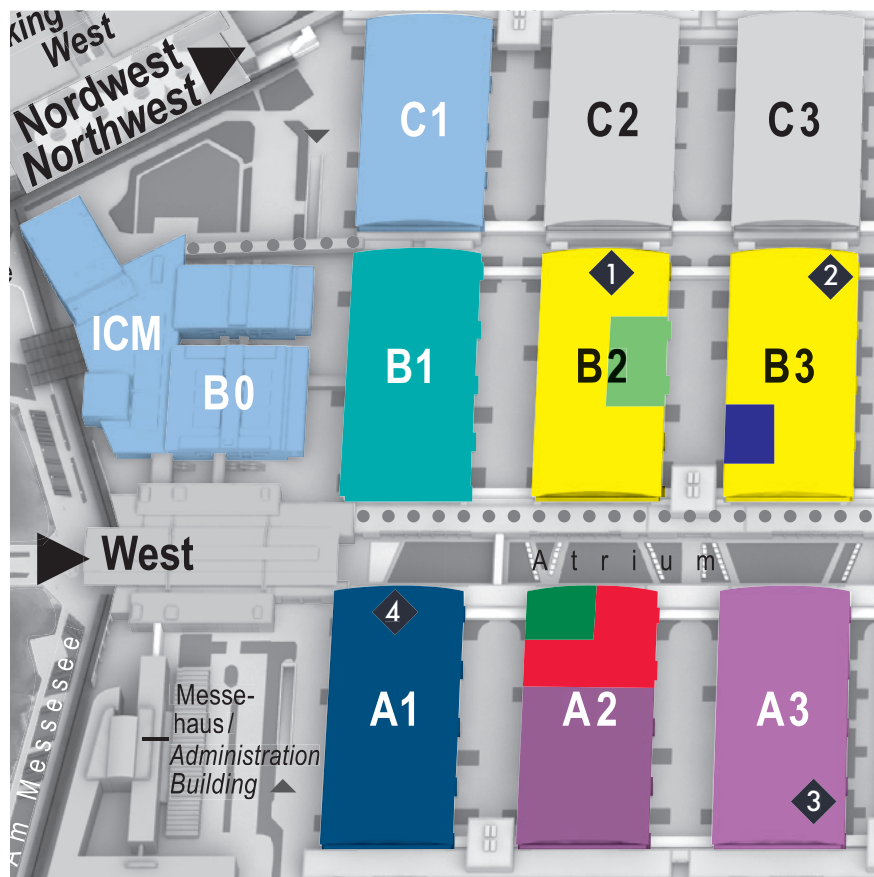 West
Nordwest
Northwest
C1
C2
C3
1
2
ICM
B0
B1
B2
B3
West
Atrium
4
A1
A2
A3
3
Messe-
haus/
Administration
Building
Am Messesee